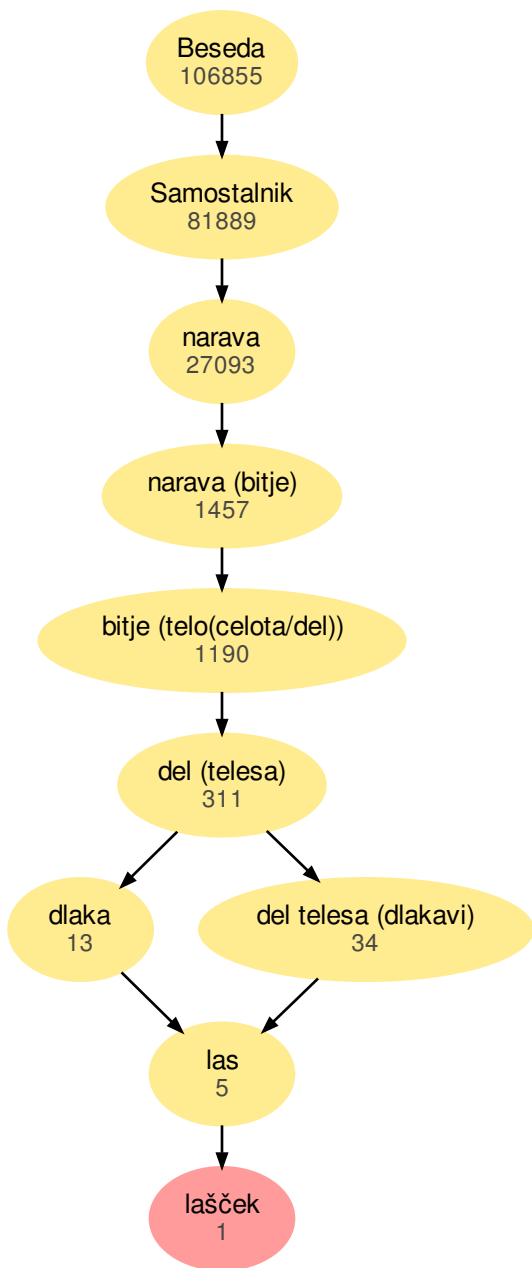 Beseda
106855
Samostalnik
81889
narava
27093
narava (bitje)
1457
bitje (telo(celota/del))
1190
del (telesa)
311
dlaka
13
del telesa (dlakavi)
34
las
5
lašček
1